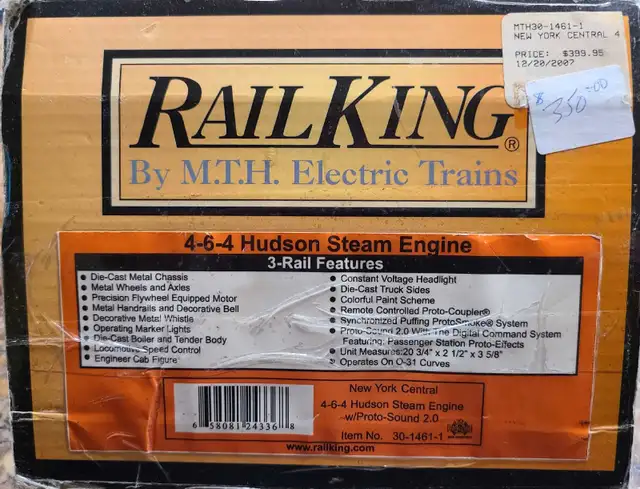 MTH30-1461-1
NEW YORK CENTRAL 4
PRICE: $399.95
12/20/2007
$350.00
RAILKING®
By M.T.H. Electric Trains
4-6-4 Hudson Steam Engine
3-Rail Features
• Die-Cast Metal Chassis
• Metal Wheels and Axles
• Precision Flywheel Equipped Motor
• Metal Handrails and Decorative Bell
• Decorative Metal Whistle
• Operating Marker Lights
• Die-Cast Boiler and Tender Body
• Locomotive Speed Control
• Engineer Cab Figure
• Constant Voltage Headlight
• Die-Cast Truck Sides
• Colorful Paint Scheme
• Remote Controlled Proto-Coupler®
• Synchronized Puffing ProtoSmoke® System
• Proto-Sound 2.0 With The Digital Command System
Featuring: Passenger Station Proto-Effects
• Unit Measures:20 3/4" x 2 1/2" x 3 5/8"
• Operates On O-31 Curves
New York Central
4-6-4 Hudson Steam Engine
w/Proto-Sound 2.0
Item No. 30-1461-1
6 58081 24336 8
www.railking.com